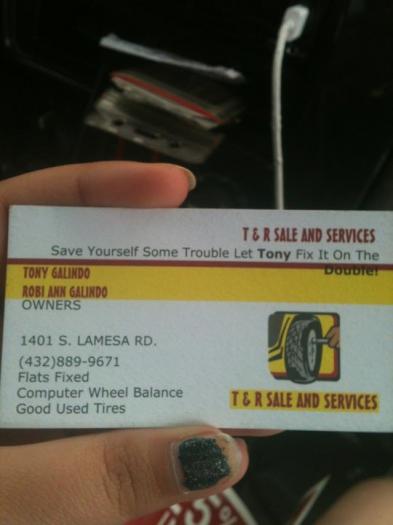 T & R SALE AND SERVICES
Save Yourself Some Trouble Let Tony Fix It On The
Double!
TONY GALINDO
ROBI ANN GALINDO
OWNERS
1401 S. LAMESA RD.
(432)889-9671
Flats Fixed
Computer Wheel Balance
Good Used Tires
T & R SALE AND SERVICES